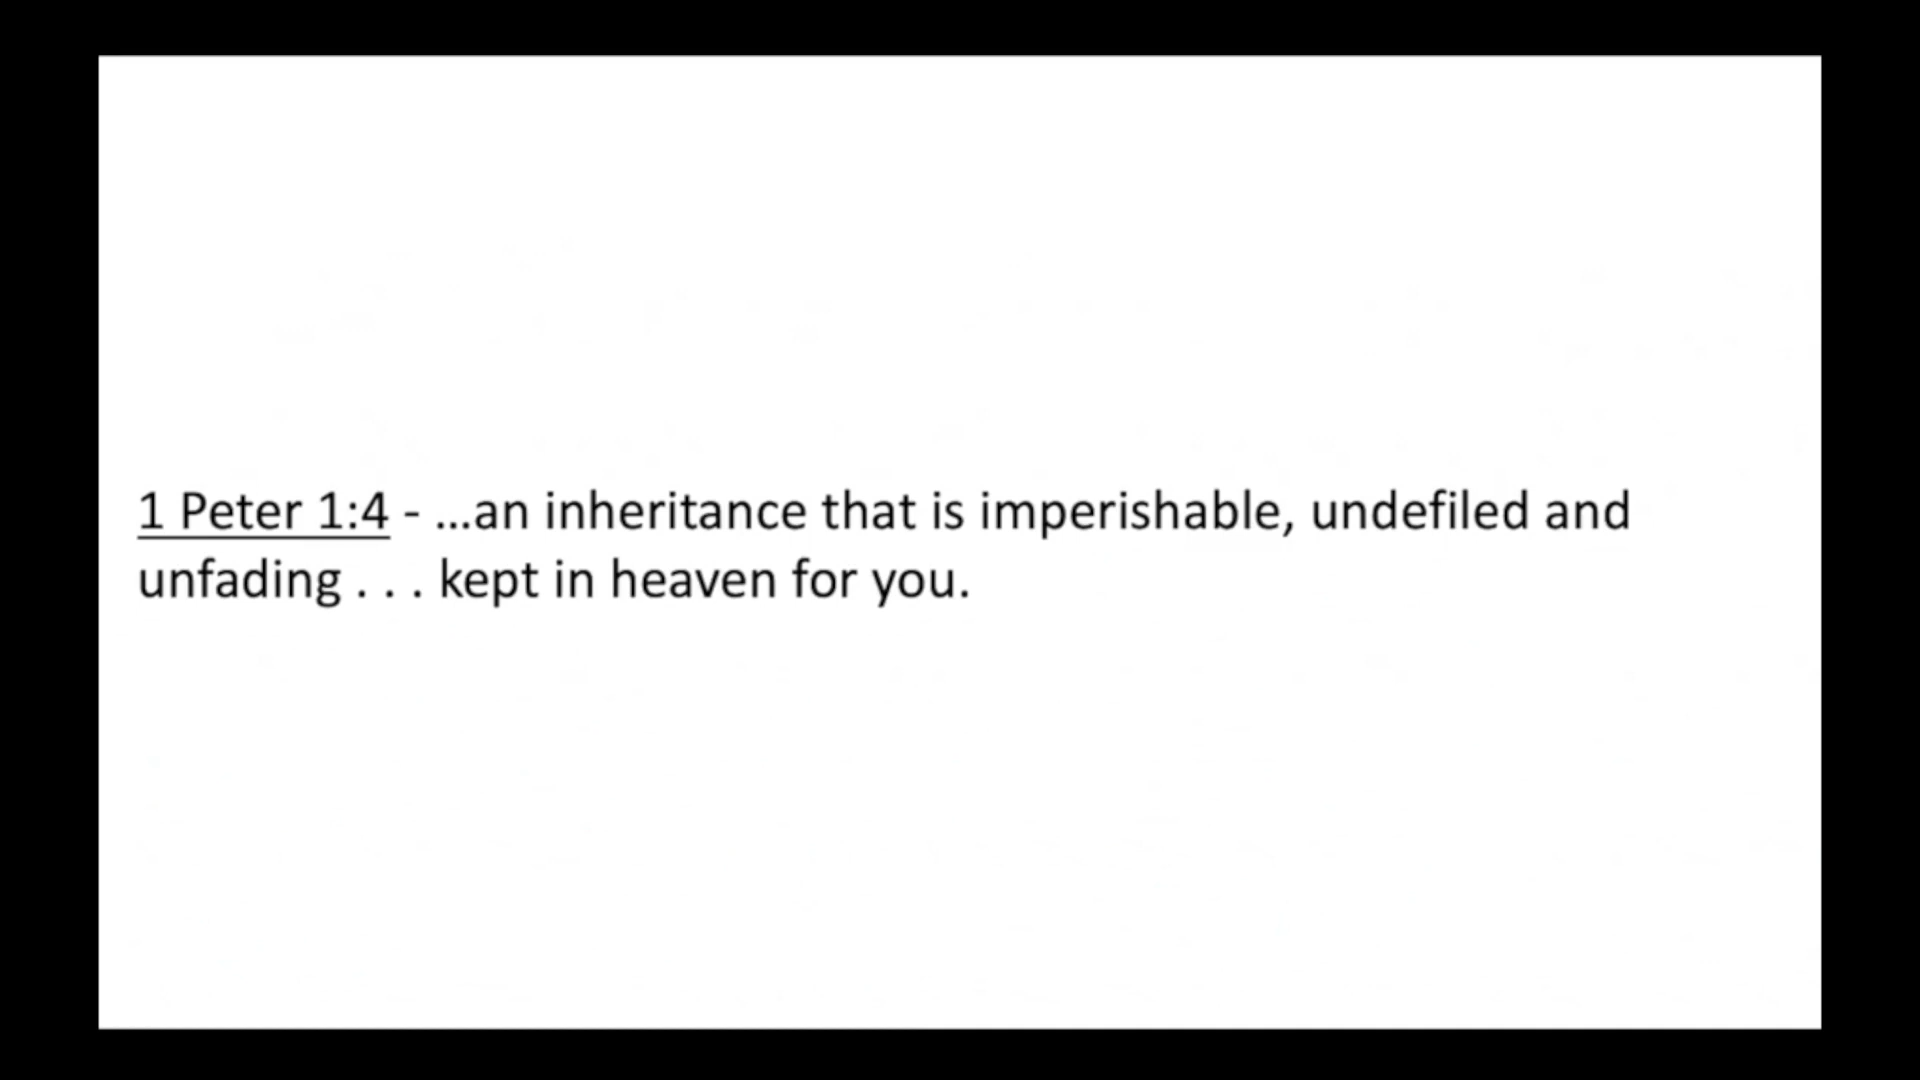 1 Peter 1:4 - ...an inheritance that is imperishable, undefiled and
unfading . . . kept in heaven for you.